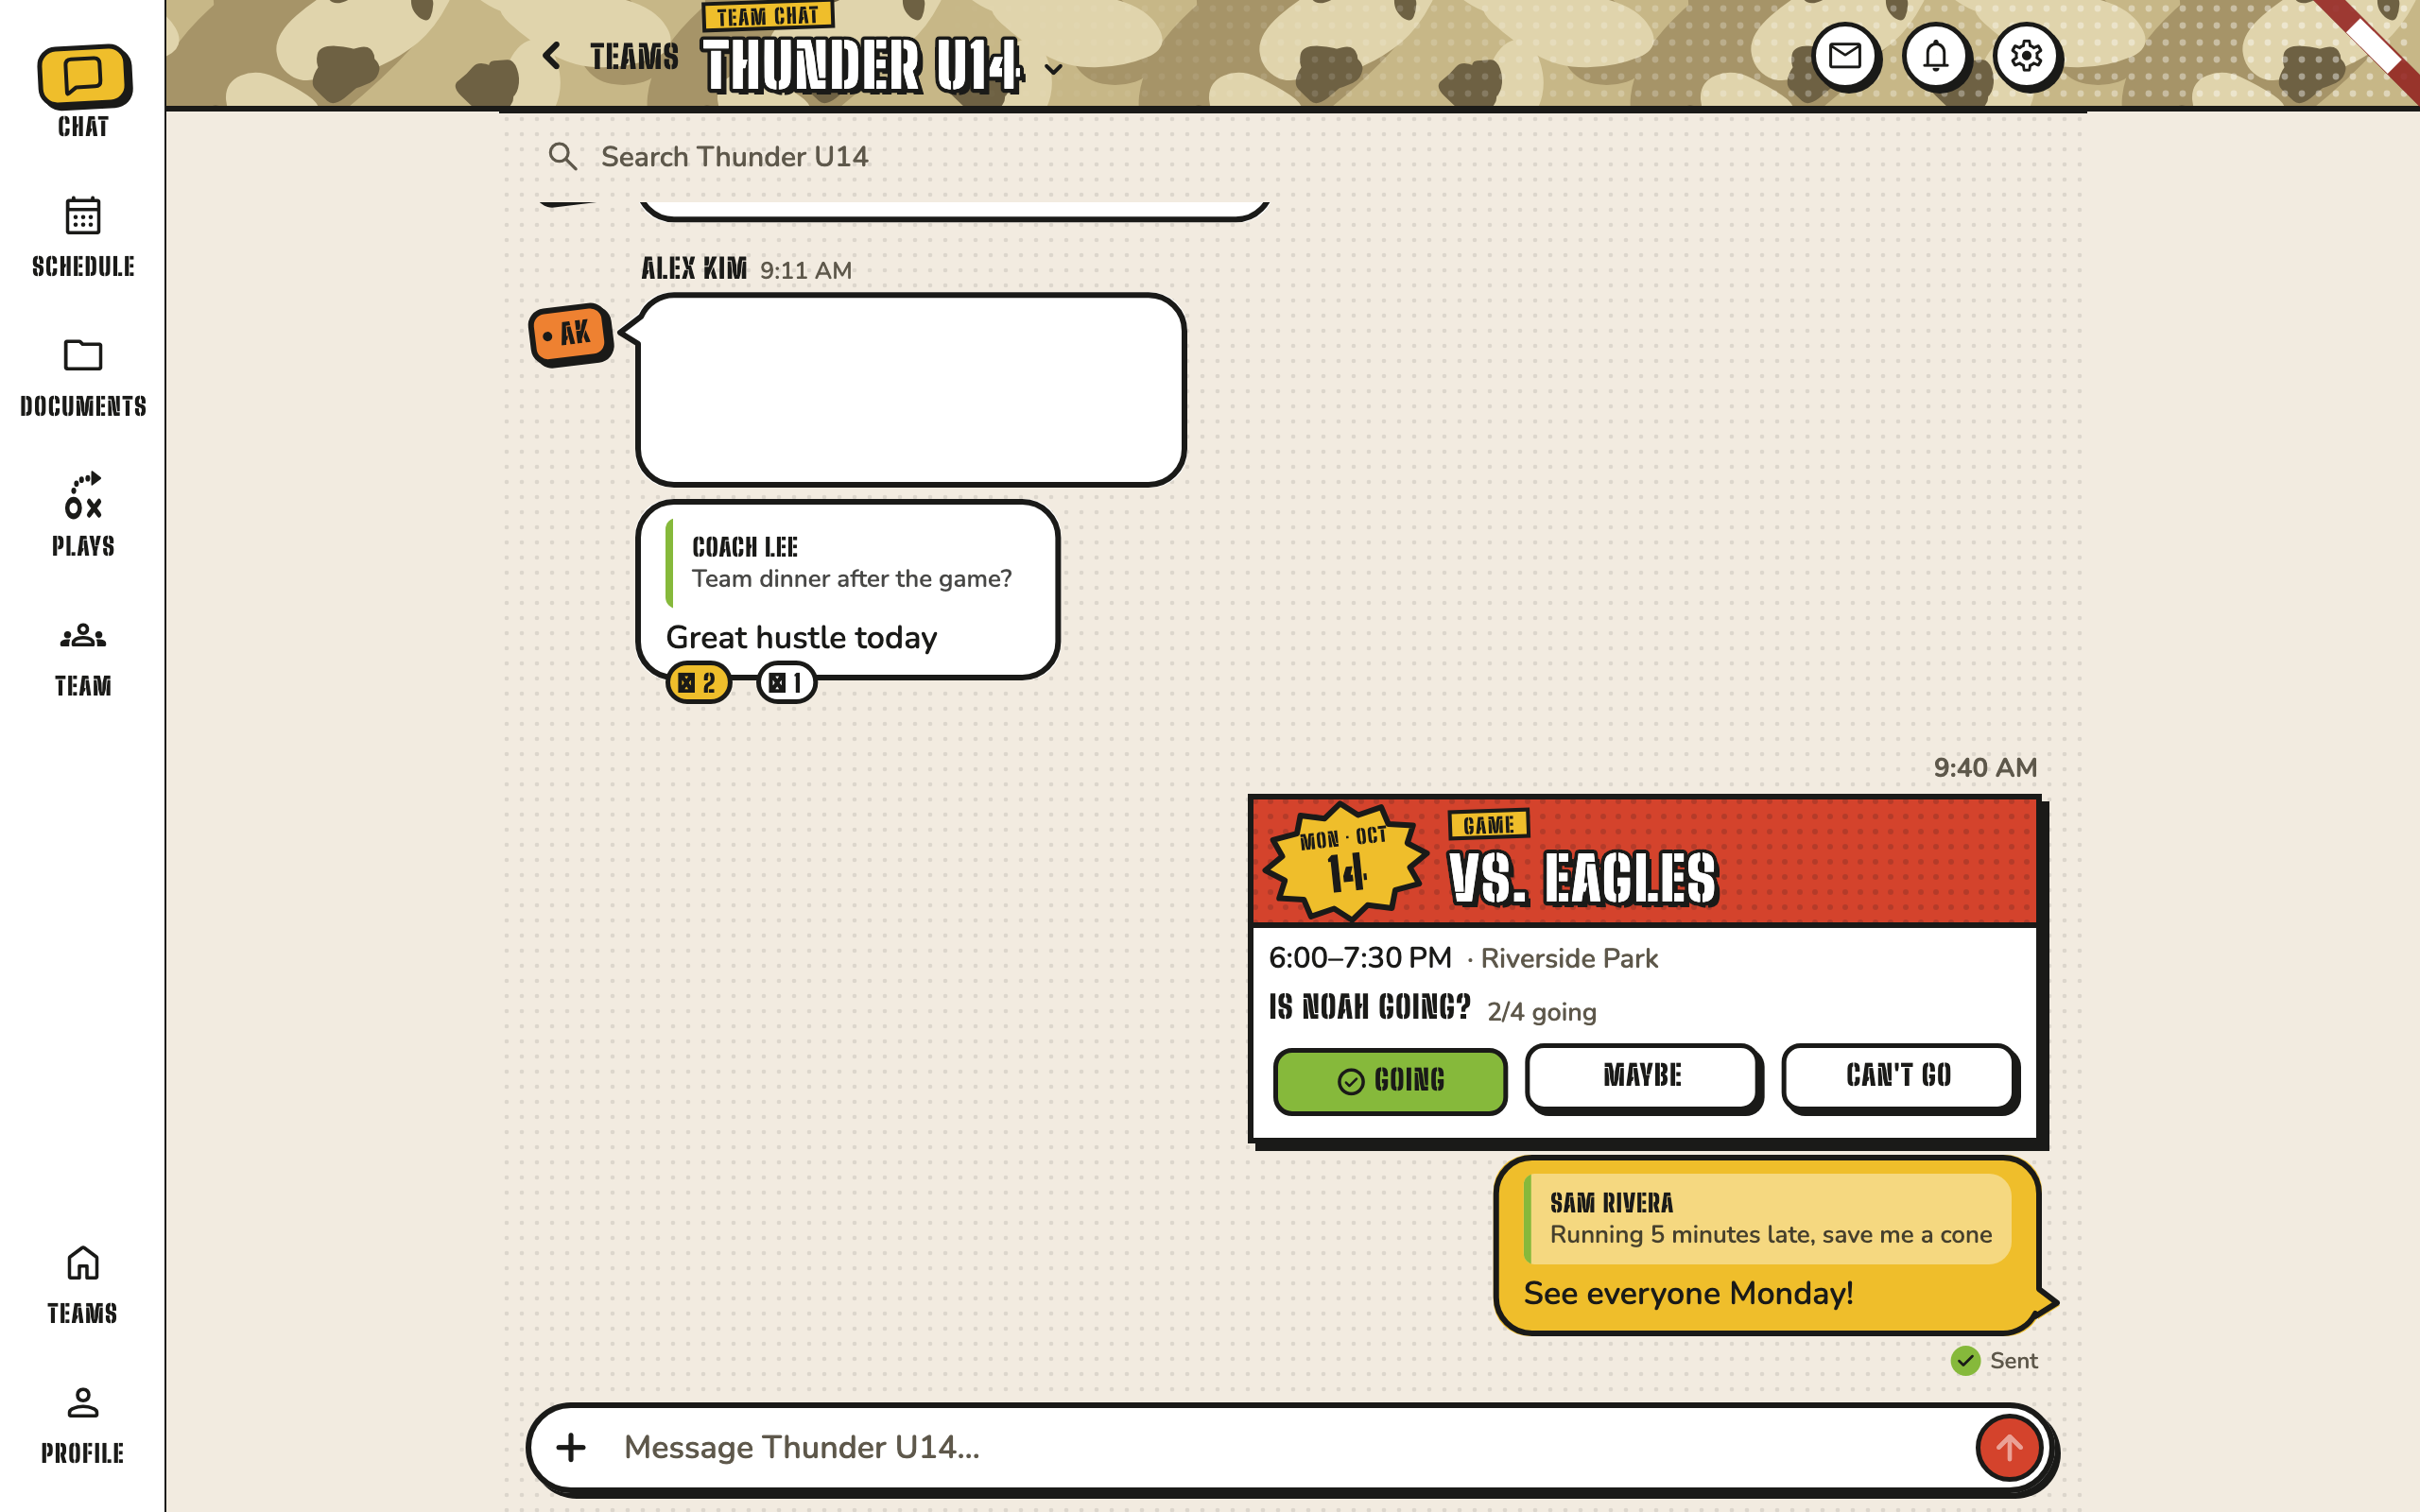 TEAM CHAT
TEAMS
THUNDER U14
CHAT
SCHEDULE
DOCUMENTS
PLAYS
TEAM
TEAMS
PROFILE
Search Thunder U14
ALEX KIM 9:11 AM
AK
COACH LEE
Team dinner after the game?
Great hustle today
2
1
9:40 AM
MON · OCT
14
GAME
VS. EAGLES
6:00–7:30 PM · Riverside Park
IS NOAH GOING? 2/4 going
GOING
MAYBE
CAN'T GO
SAM RIVERA
Running 5 minutes late, save me a cone
See everyone Monday!
Sent
Message Thunder U14...